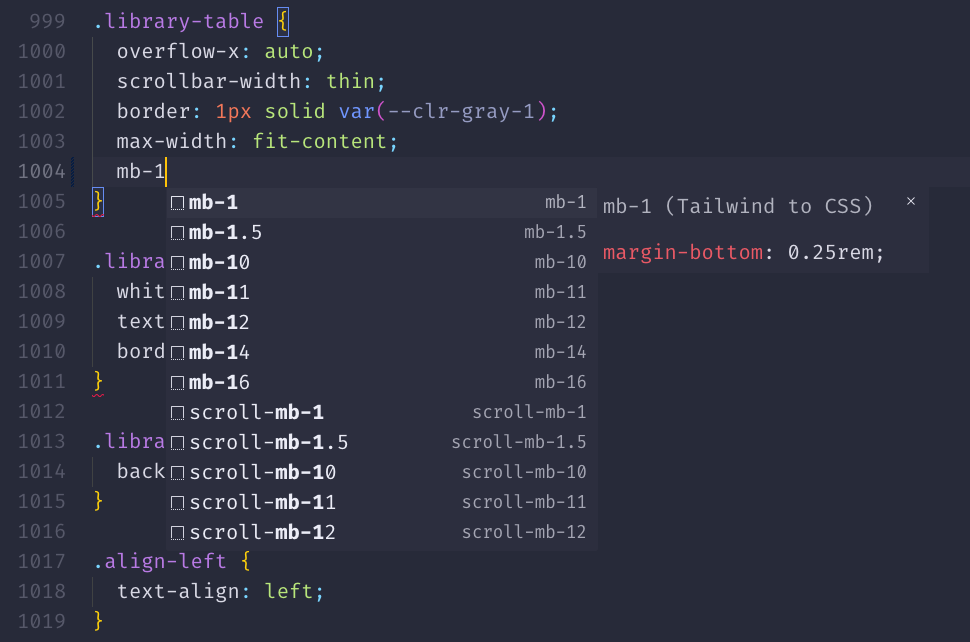 999 .library-table {
1000 overflow-x: auto;
1001 scrollbar-width: thin;
1002 border: 1px solid var(--clr-gray-1);
1003 max-width: fit-content;
1004 mb-1
1005 } mb-1 mb-1 mb-1 (Tailwind to CSS) ×
1006 mb-1.5 mb-1.5
margin-bottom: 0.25rem;
1007 .libra mb-10 mb-10
1008 whit mb-11 mb-11
1009 text mb-12 mb-12
1010 bord mb-14 mb-14
1011 } mb-16 mb-16
1012 scroll-mb-1 scroll-mb-1
1013 .libra scroll-mb-1.5 scroll-mb-1.5
1014 back scroll-mb-10 scroll-mb-10
1015 } scroll-mb-11 scroll-mb-11
1016 scroll-mb-12 scroll-mb-12
1017 .align-left {
1018 text-align: left;
1019 }